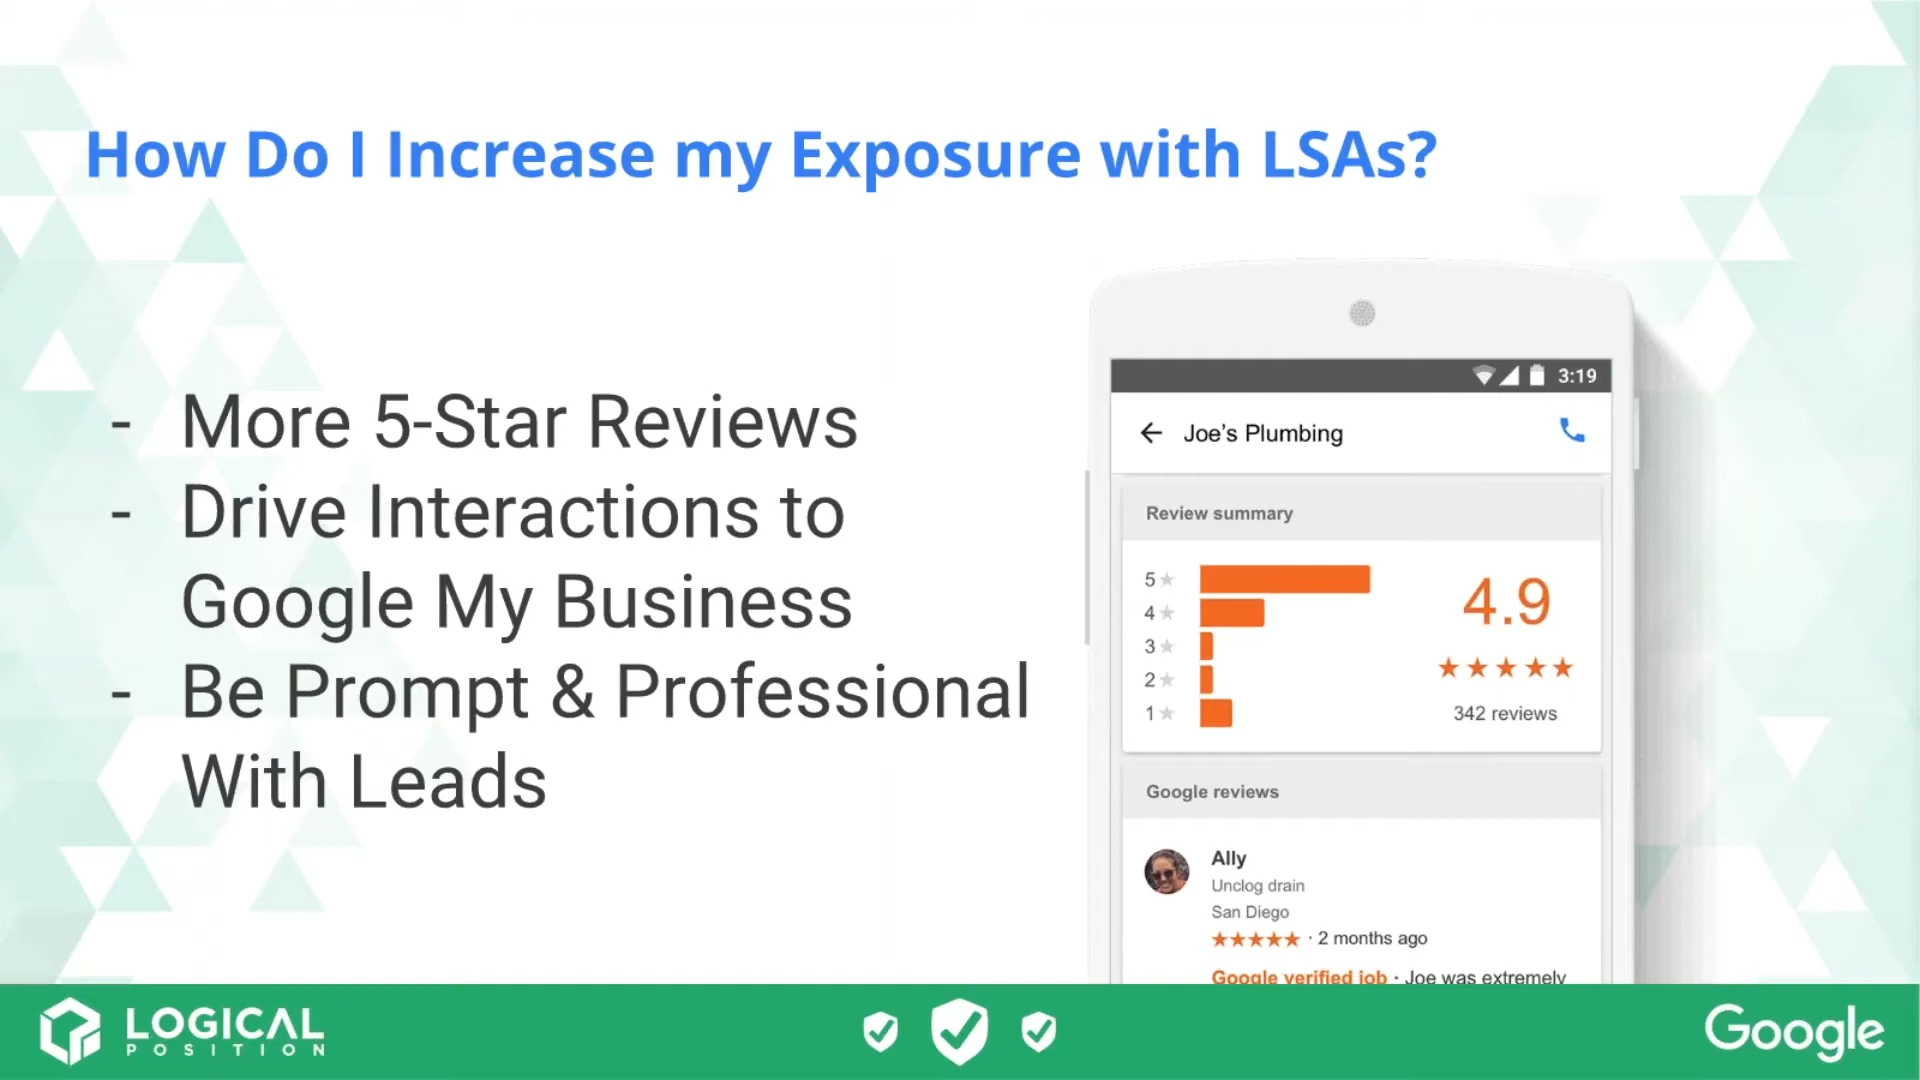 How Do I Increase my Exposure with LSAs?
- More 5-Star Reviews
- Drive Interactions to
Google My Business
- Be Prompt & Professional
With Leads
3:19
Joe's Plumbing
Review summary
5★
4★
3★
2★
1★
4.9
★★★★★
342 reviews
Google reviews
Ally
Unclog drain
San Diego
★★★★★ · 2 months ago
Google verified job · Joe was extremely
LOGICAL
POSITION
Google